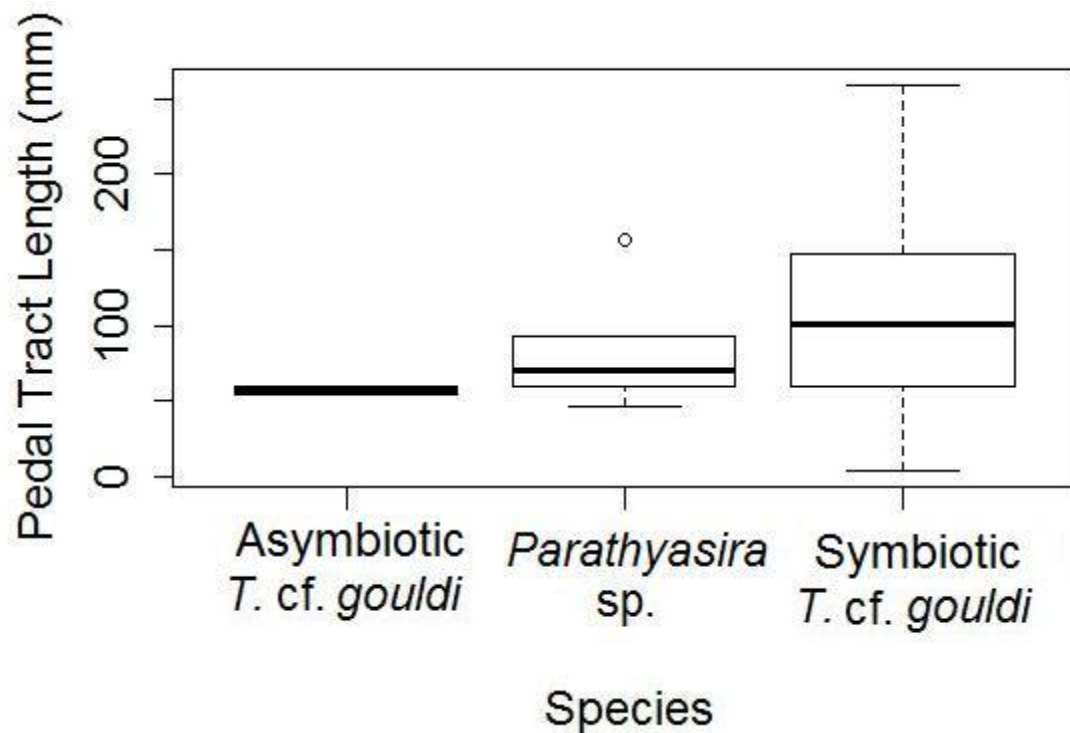 Pedal Tract Length (mm)
200
100
0
Asymbiotic
T. cf. gouldi
Parathyasira
sp.
Symbiotic
T. cf. gouldi
Species